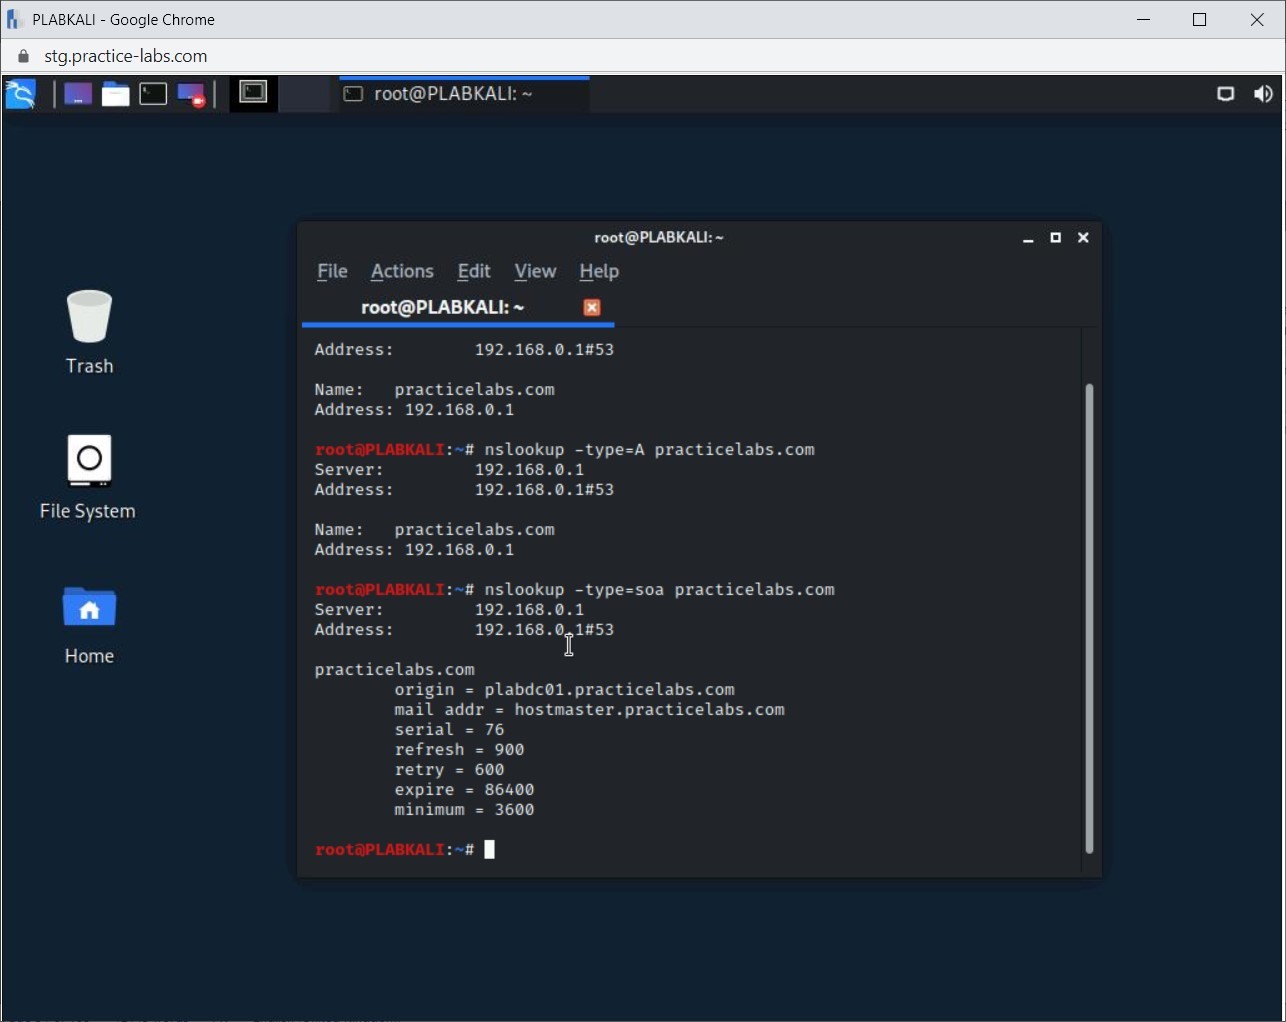 PLABKALI - Google Chrome
stg.practice-labs.com
root@PLABKALI: ~
root@PLABKALI: ~
File Actions Edit View Help
root@PLABKALI: ~
Trash
File System
Home
Address: 192.168.0.1#53
Name: practicelabs.com
Address: 192.168.0.1
root@PLABKALI:~# nslookup -type=A practicelabs.com
Server: 192.168.0.1
Address: 192.168.0.1#53
Name: practicelabs.com
Address: 192.168.0.1
root@PLABKALI:~# nslookup -type=soa practicelabs.com
Server: 192.168.0.1
Address: 192.168.0.1#53
practicelabs.com
origin = plabdc01.practicelabs.com
mail addr = hostmaster.practicelabs.com
serial = 76
refresh = 900
retry = 600
expire = 86400
minimum = 3600
root@PLABKALI:~#